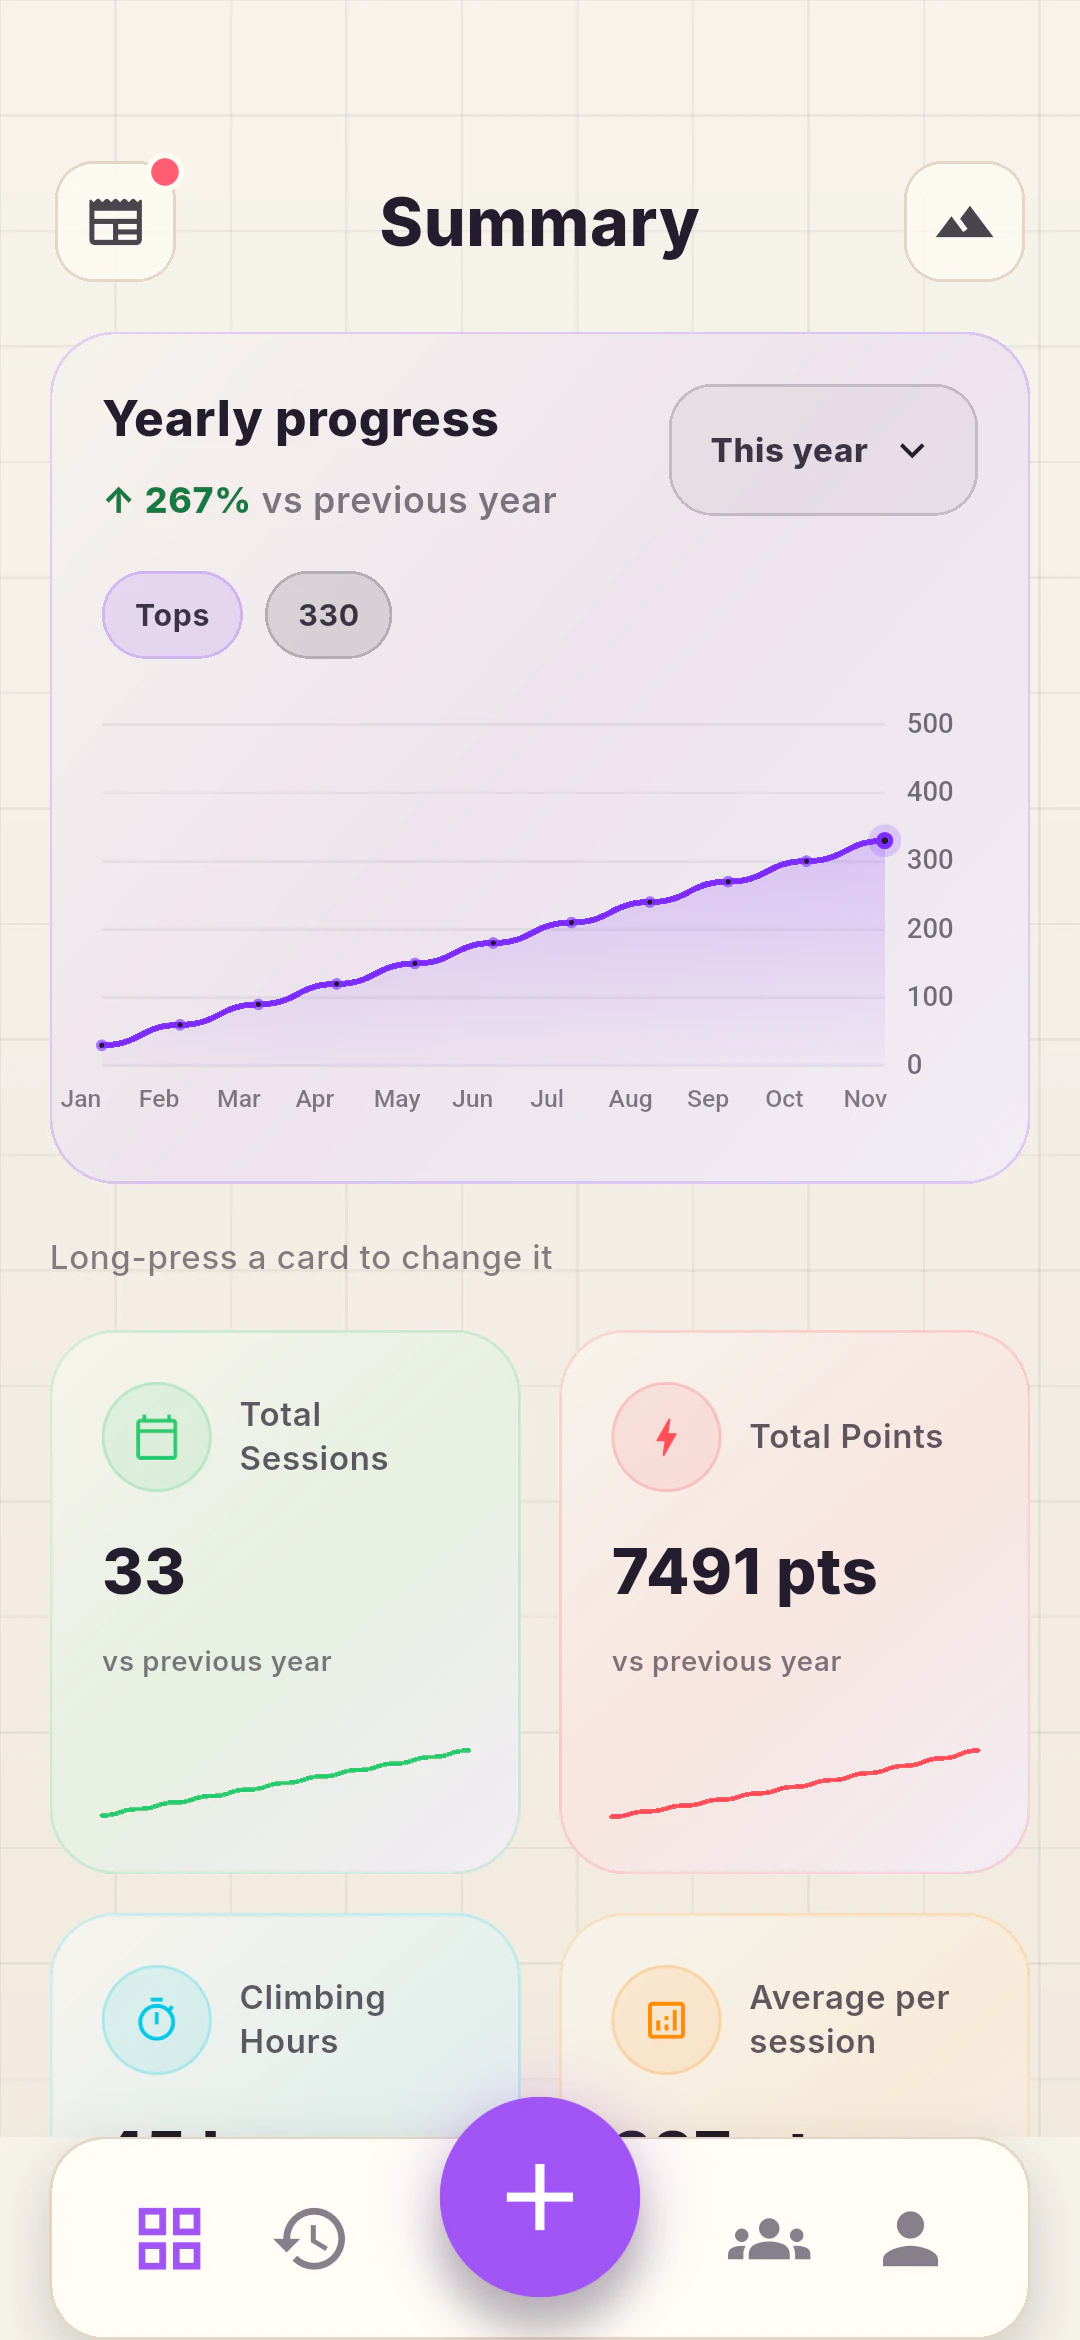 Summary
Yearly progress
↑ 267% vs previous year
This year
Tops
330
500
400
300
200
100
0
Jan Feb Mar Apr May Jun Jul Aug Sep Oct Nov
Long-press a card to change it
Total
Sessions
33
vs previous year
Total Points
7491 pts
vs previous year
Climbing
Hours
Average per
session